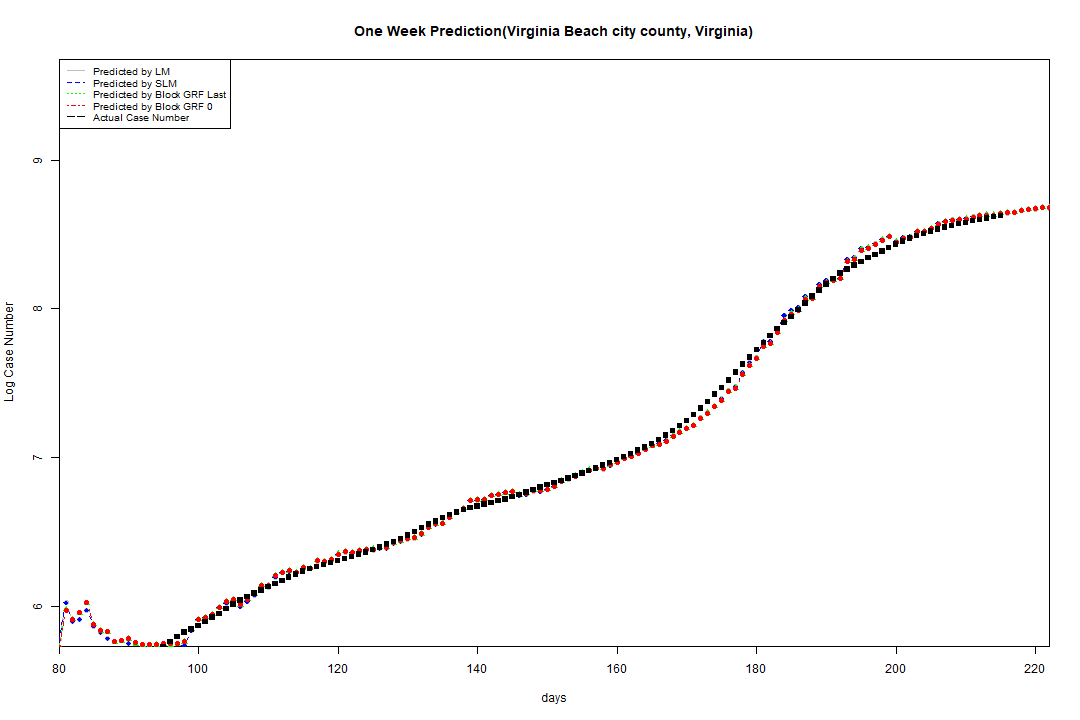 One Week Prediction(Virginia Beach city county, Virginia)
Predicted by LM
Predicted by SLM
Predicted by Block GRF Last
Predicted by Block GRF 0
Actual Case Number
9
8
7
6
Log Case Number
80 100 120 140 160 180 200 220
days